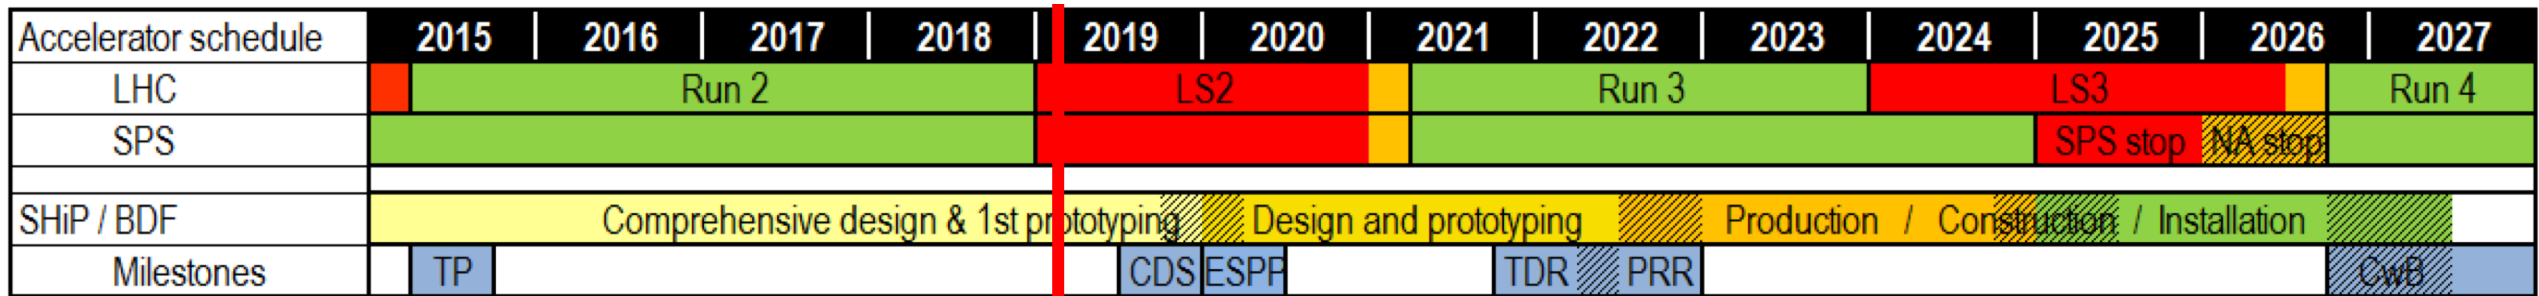 Accelerator schedule 2015 2016 2017 2018 2019 2020 2021 2022 2023 2024 2025 2026 2027
LHC Run 2 LS2 Run 3 LS3 Run 4
SPS SPS stop NA stop
SHiP / BDF Comprehensive design & 1st prototyping Design and prototyping Production / Construction / Installation
Milestones TP CDS ESPP TDR PRR CwB